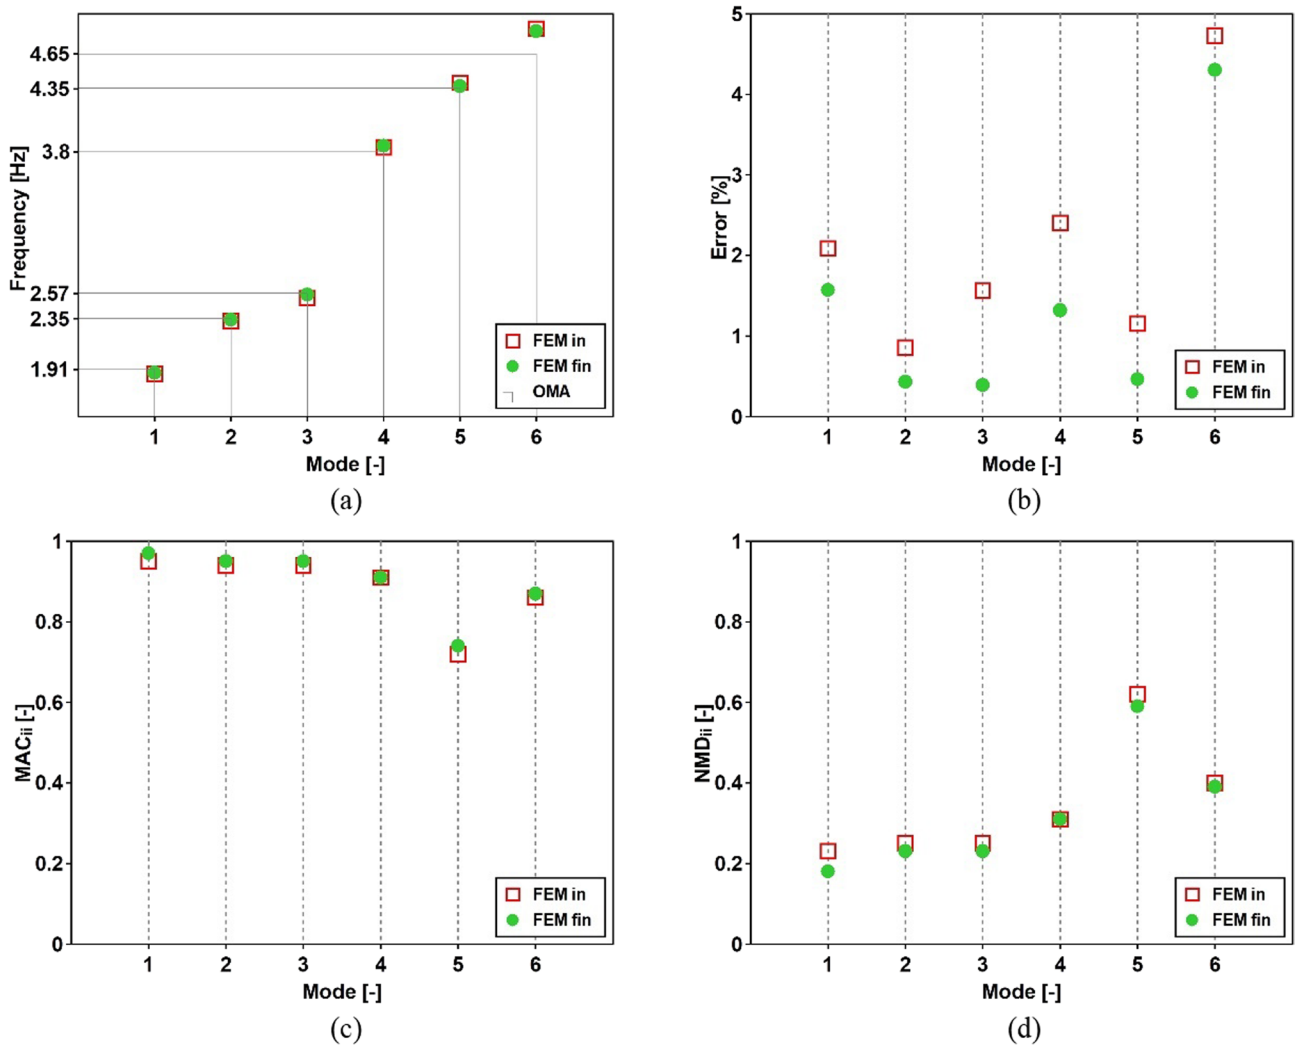 4.65
4.35
3.8
2.57
2.35
1.91
Frequency [Hz]
FEM in
FEM fin
OMA
1 2 3 4 5 6
Mode [-]
(a)
5
4
3
2
1
0
Error [%]
FEM in
FEM fin
1 2 3 4 5 6
Mode [-]
(b)
1
0.8
0.6
0.4
0.2
0
MACii [-]
FEM in
FEM fin
1 2 3 4 5 6
Mode [-]
(c)
1
0.8
0.6
0.4
0.2
0
NMDii [-]
FEM in
FEM fin
1 2 3 4 5 6
Mode [-]
(d)